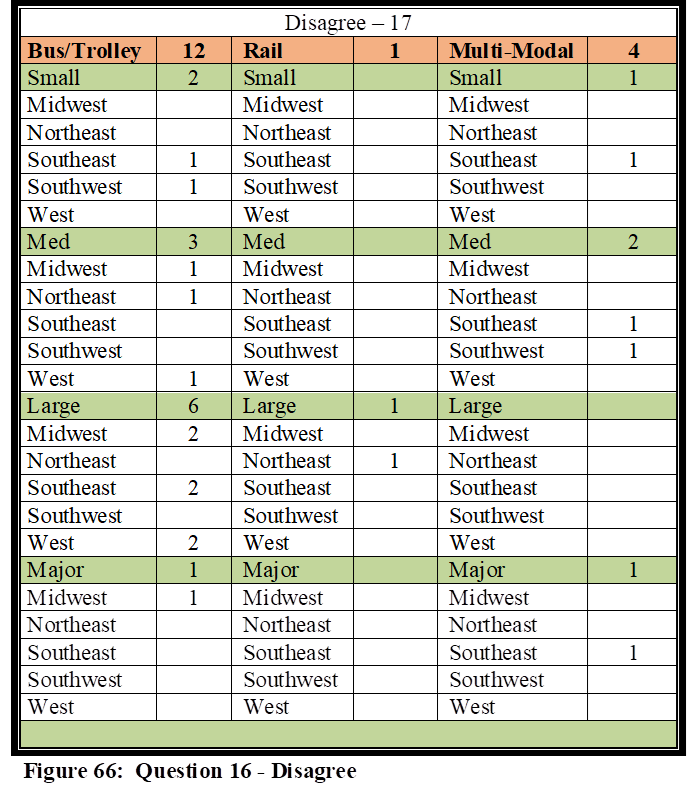 Disagree – 17
Bus/Trolley 12 Rail 1 Multi-Modal 4
Small 2 Small Small 1
Midwest Midwest Midwest
Northeast Northeast Northeast
Southeast 1 Southeast Southeast 1
Southwest 1 Southwest Southwest
West West West
Med 3 Med Med 2
Midwest 1 Midwest Midwest
Northeast 1 Northeast Northeast
Southeast Southeast Southeast 1
Southwest Southwest Southwest 1
West 1 West West
Large 6 Large 1 Large
Midwest 2 Midwest Midwest
Northeast Northeast 1 Northeast
Southeast 2 Southeast Southeast
Southwest Southwest Southwest
West 2 West West
Major 1 Major Major 1
Midwest 1 Midwest Midwest
Northeast Northeast Northeast
Southeast Southeast Southeast 1
Southwest Southwest Southwest
West West West
Figure 66: Question 16 - Disagree